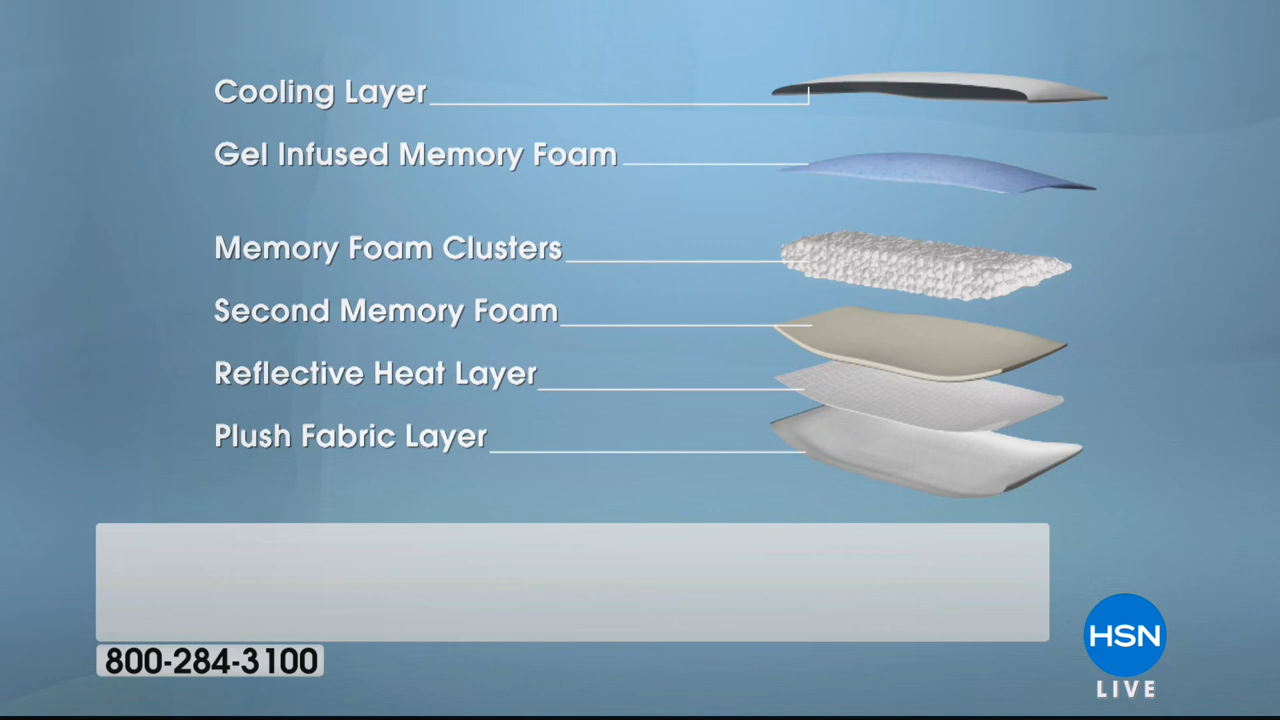 Cooling Layer
Gel Infused Memory Foam
Memory Foam Clusters
Second Memory Foam
Reflective Heat Layer
Plush Fabric Layer
800-284-3100
HSN
LIVE